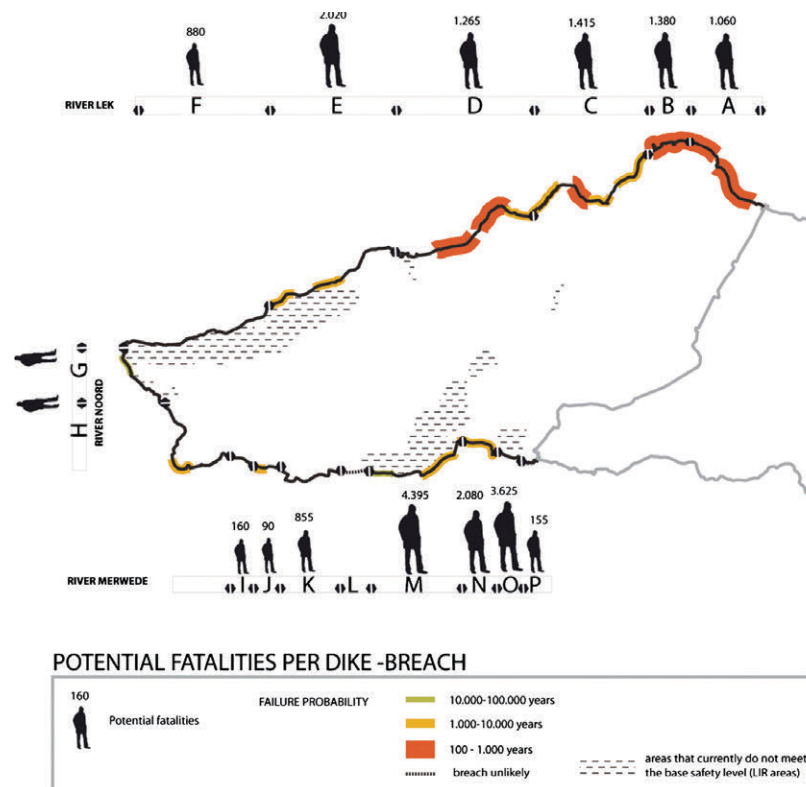 880 2.020 1.265 1.415 1.380 1.060
RIVER LEK F E D C B A
G
H
RIVER NOORD
160 90 855 4.395 2.080 3.625 155
RIVER MERWEDE I J K L M N O P
POTENTIAL FATALITIES PER DIKE -BREACH
160
Potential fatalities
FAILURE PROBABILITY
10.000-100.000 years
1.000-10.000 years
100 - 1.000 years
breach unlikely
areas that currently do not meet
the base safety level (LIR areas)